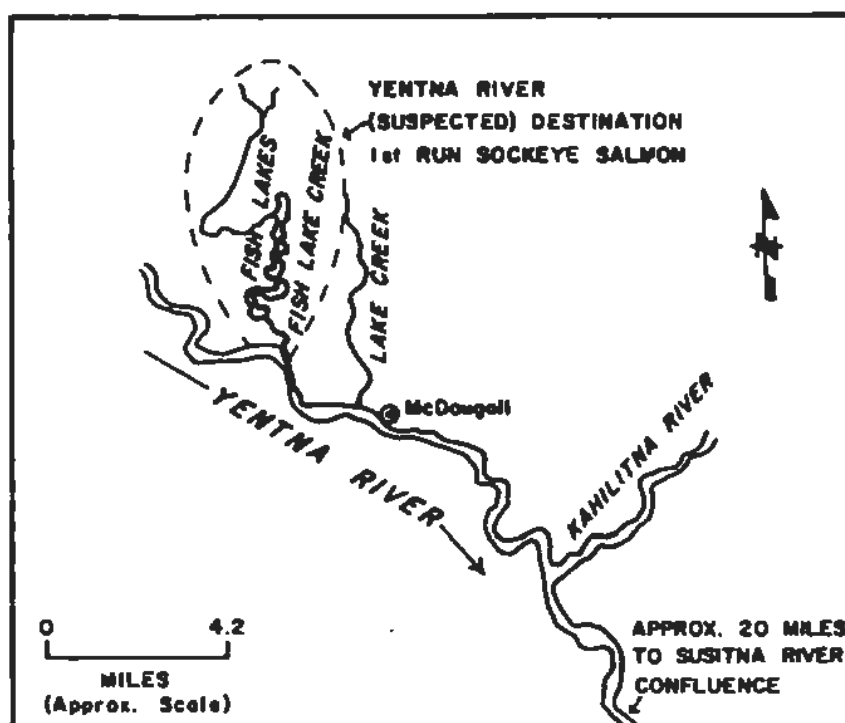 YENTNA RIVER
(SUSPECTED) DESTINATION
1st RUN SOCKEYE SALMON
FISH LAKES
FISH LAKE CREEK
LAKE CREEK
McDougall
YENTNA RIVER
KAHILITNA RIVER
N
0 4.2
MILES
(Approx. Scale)
APPROX. 20 MILES
TO SUSITNA RIVER
CONFLUENCE